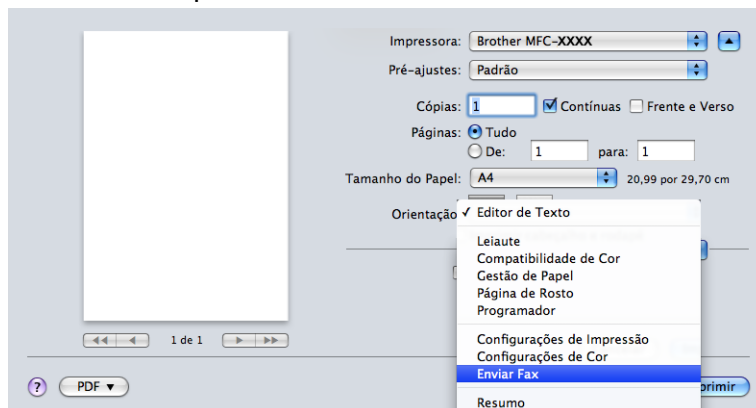 Impressora: Brother MFC-XXXX
Pré-ajustes: Padrão
Cópias: 1 Contínuas Frente e Verso
Páginas: Tudo
De: 1 para: 1
Tamanho do Papel: A4 20,99 por 29,70 cm
Orientação ✓ Editor de Texto
Leiaute
Compatibilidade de Cor
Gestão de Papel
Página de Rosto
Programador
1 de 1
Configurações de Impressão
Configurações de Cor
Enviar Fax
? PDF ▼ primir
Resumo